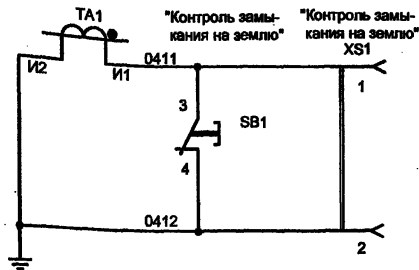 TA1
"Контроль замы-
кания на землю"
"Контроль замы-
кания на землю"
XS1
И2
И1
0411
1
3
SB1
4
0412
2